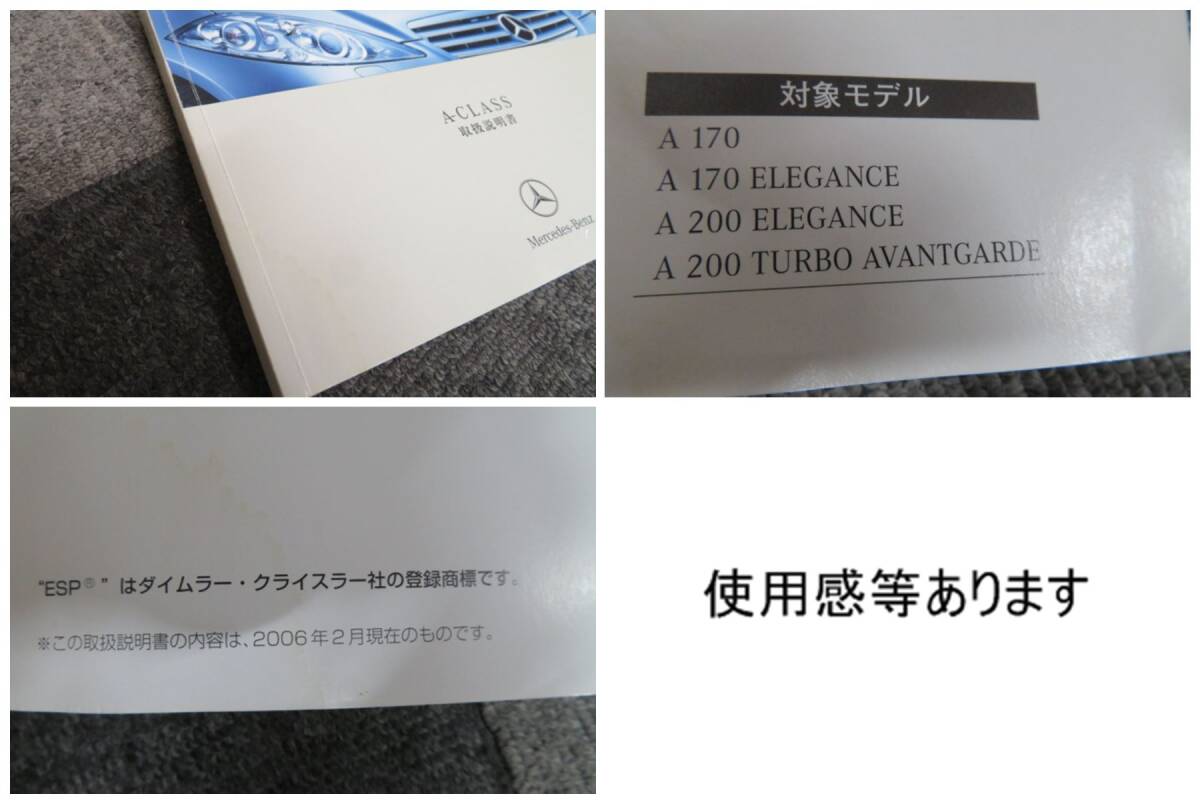 A-CLASS
取扱説明書
Mercedes-Benz
対象モデル
A 170
A 170 ELEGANCE
A 200 ELEGANCE
A 200 TURBO AVANTGARDE
“ESP®” はダイムラー・クライスラー社の登録商標です。
※この取扱説明書の内容は、2006年2月現在のものです。
使用感等あります